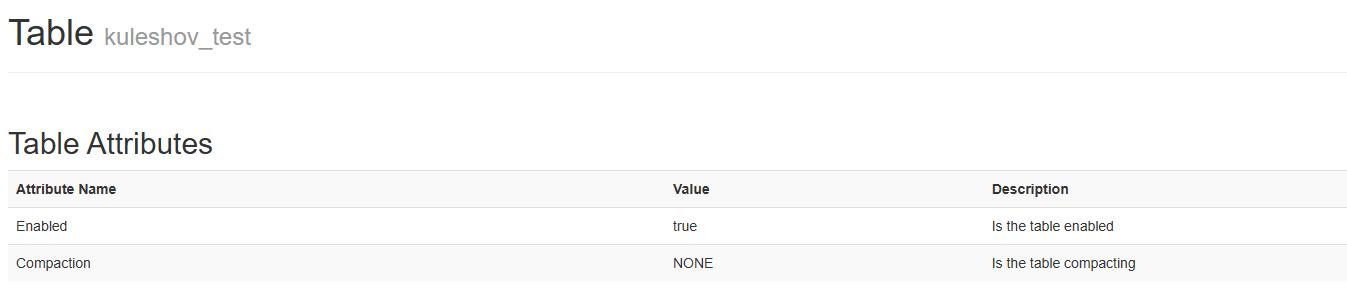 Table kuleshov_test
Table Attributes
Attribute Name Value Description
Enabled true Is the table enabled
Compaction NONE Is the table compacting